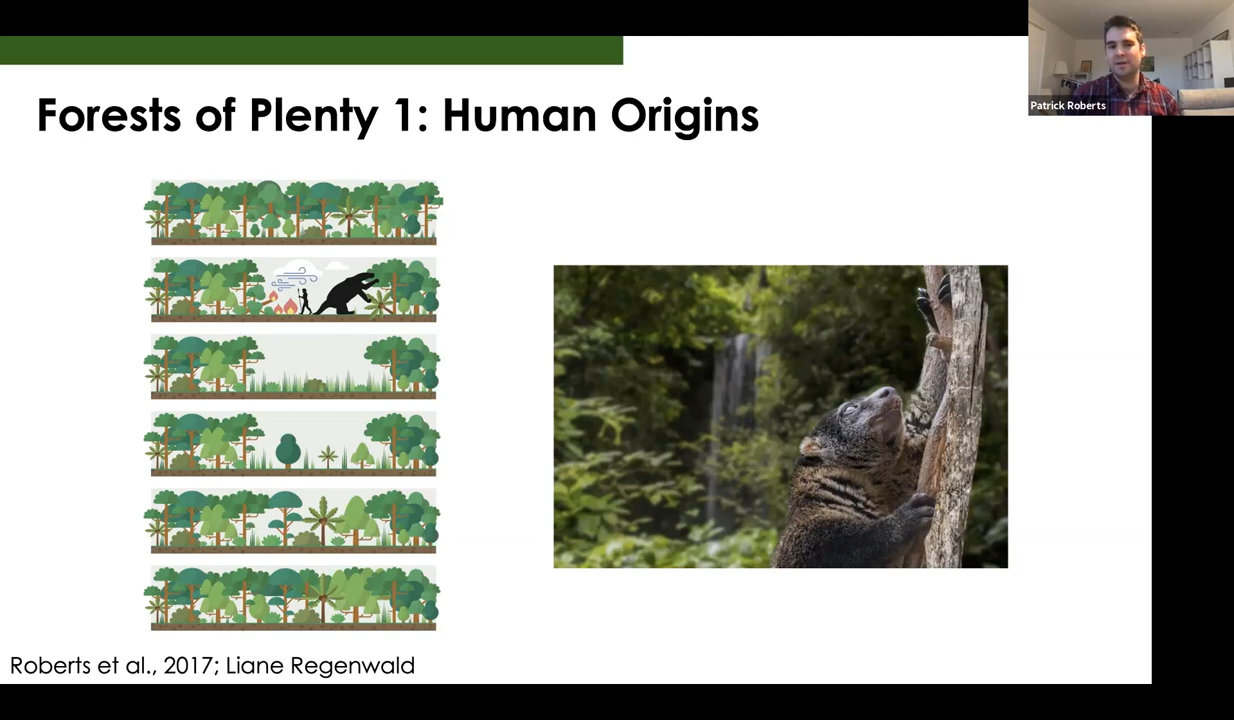 Patrick Roberts
Forests of Plenty 1: Human Origins
Roberts et al., 2017; Liane Regenwald